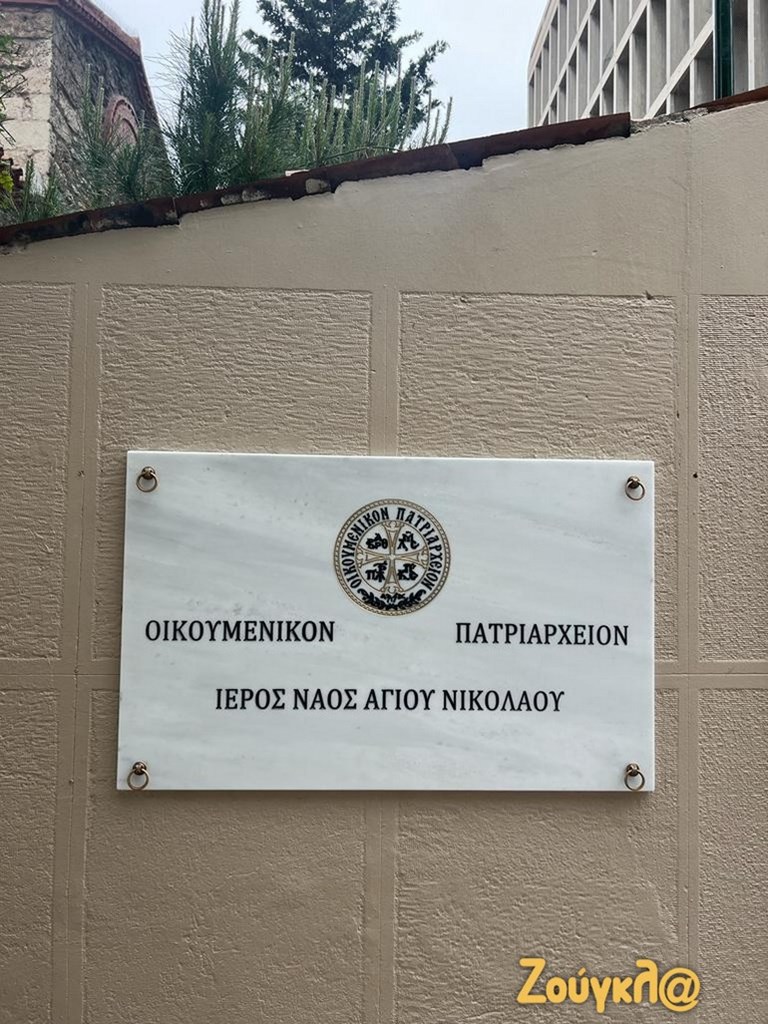 ΟΙΚΟΥΜΕΝΙΚΟΝ ΠΑΤΡΙΑΡΧΕΙΟΝ
ΟΙΚΟΥΜΕΝΙΚΟΝ ΠΑΤΡΙΑΡΧΕΙΟΝ
ΙΕΡΟΣ ΝΑΟΣ ΑΓΙΟΥ ΝΙΚΟΛΑΟΥ
Ζούγκλ@